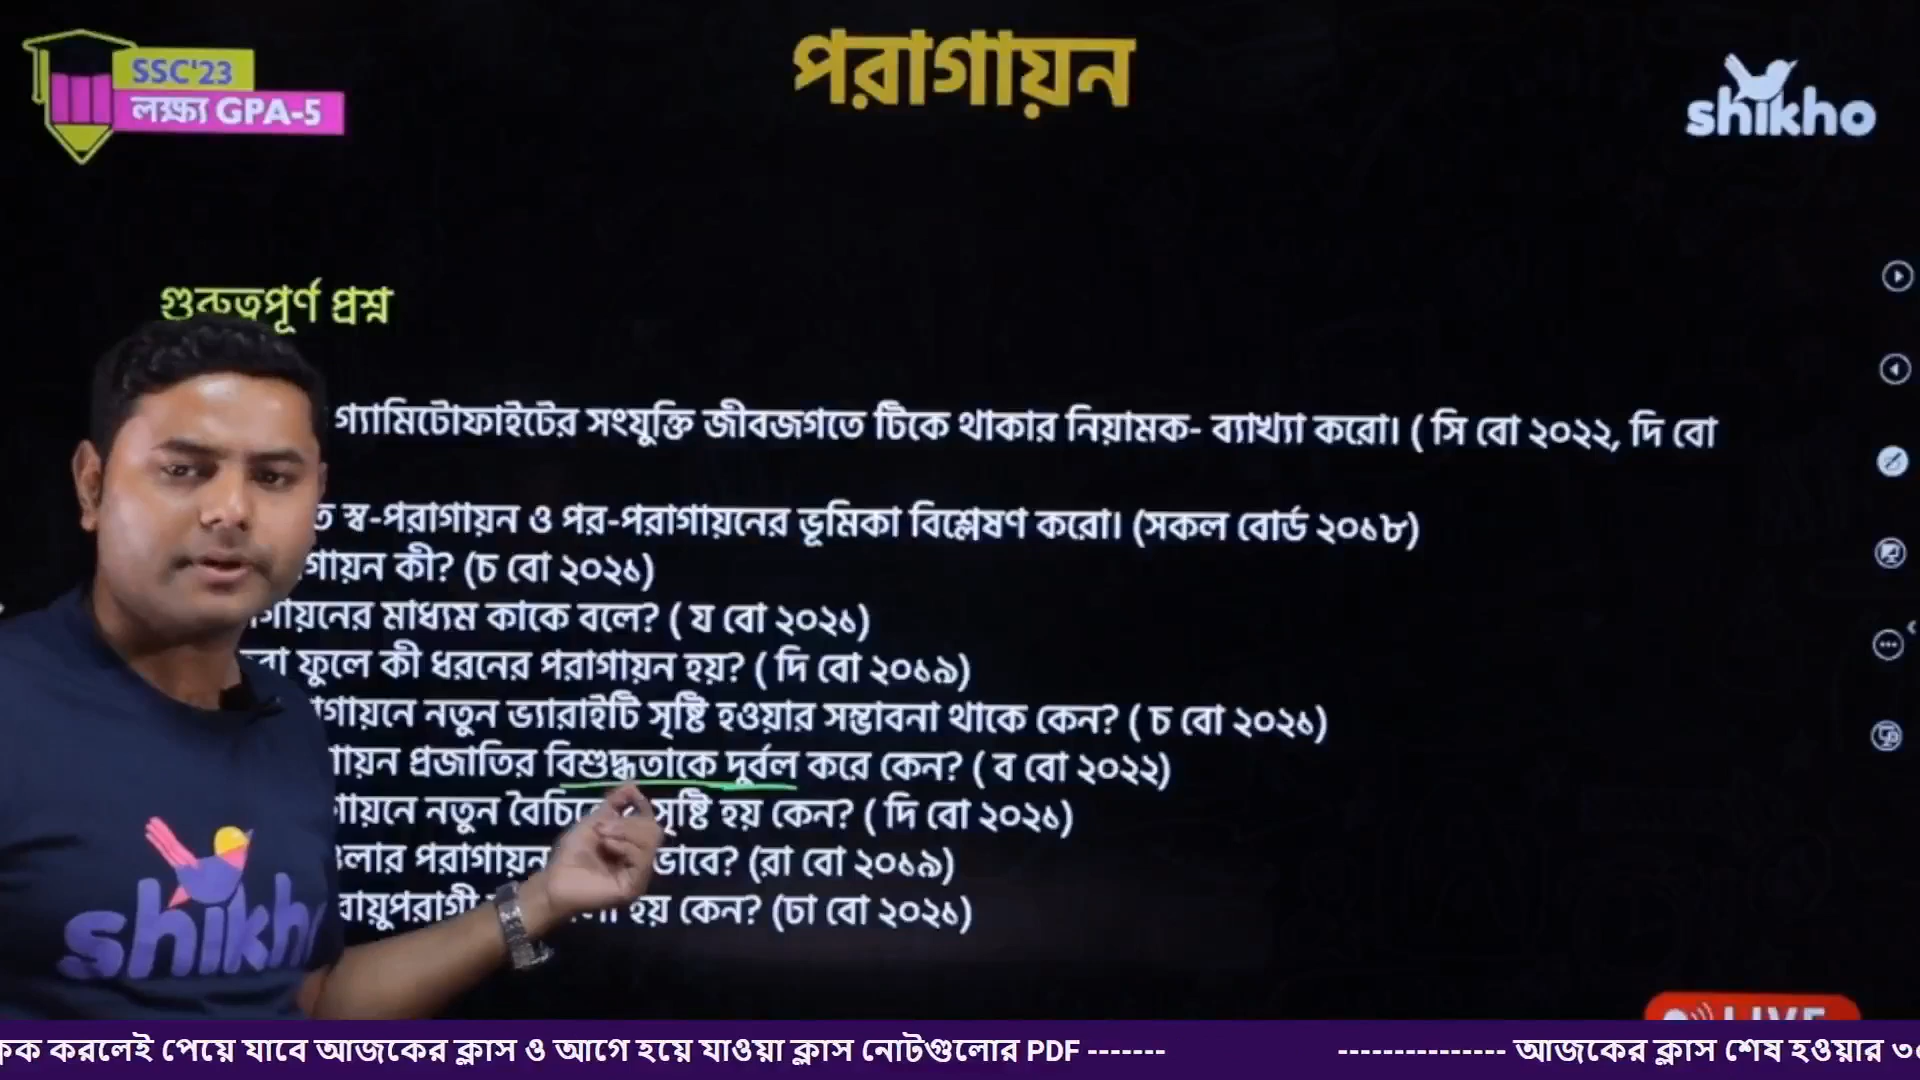 SSC'23
লক্ষ্য GPA-5
পরাগায়ন
shikho
গুরুত্বপূর্ণ প্রশ্ন
গ্যামিটোফাইটের সংযুক্তি জীবজগতে টিকে থাকার নিয়ামক- ব্যাখ্যা করো। ( সি বো ২০২২, দি বো
স্ব-পরাগায়ন ও পর-পরাগায়নের ভূমিকা বিশ্লেষণ করো। (সকল বোর্ড ২০১৮)
গায়ন কী? (চ বো ২০২১)
গায়নের মাধ্যম কাকে বলে? ( য বো ২০২১)
ফুলে কী ধরনের পরাগায়ন হয়? ( দি বো ২০১৯)
গায়নে নতুন ভ্যারাইটি সৃষ্টি হওয়ার সম্ভাবনা থাকে কেন? ( চ বো ২০২১)
গায়ন প্রজাতির বিশুদ্ধতাকে দুর্বল করে কেন? ( ব বো ২০২২)
গায়নে নতুন সৃষ্টি হয় কেন? ( দি বো ২০২১)
পরাগায়ন ভাবে? (রা বো ২০১৯)
বায়ুপরাগী হয় কেন? (ঢা বো ২০২১)
shikho
LIVE
করলেই পেয়ে যাবে আজকের ক্লাস ও আগে হয়ে যাওয়া ক্লাস নোটগুলোর PDF ------- --------------- আজকের ক্লাস শেষ হওয়ার